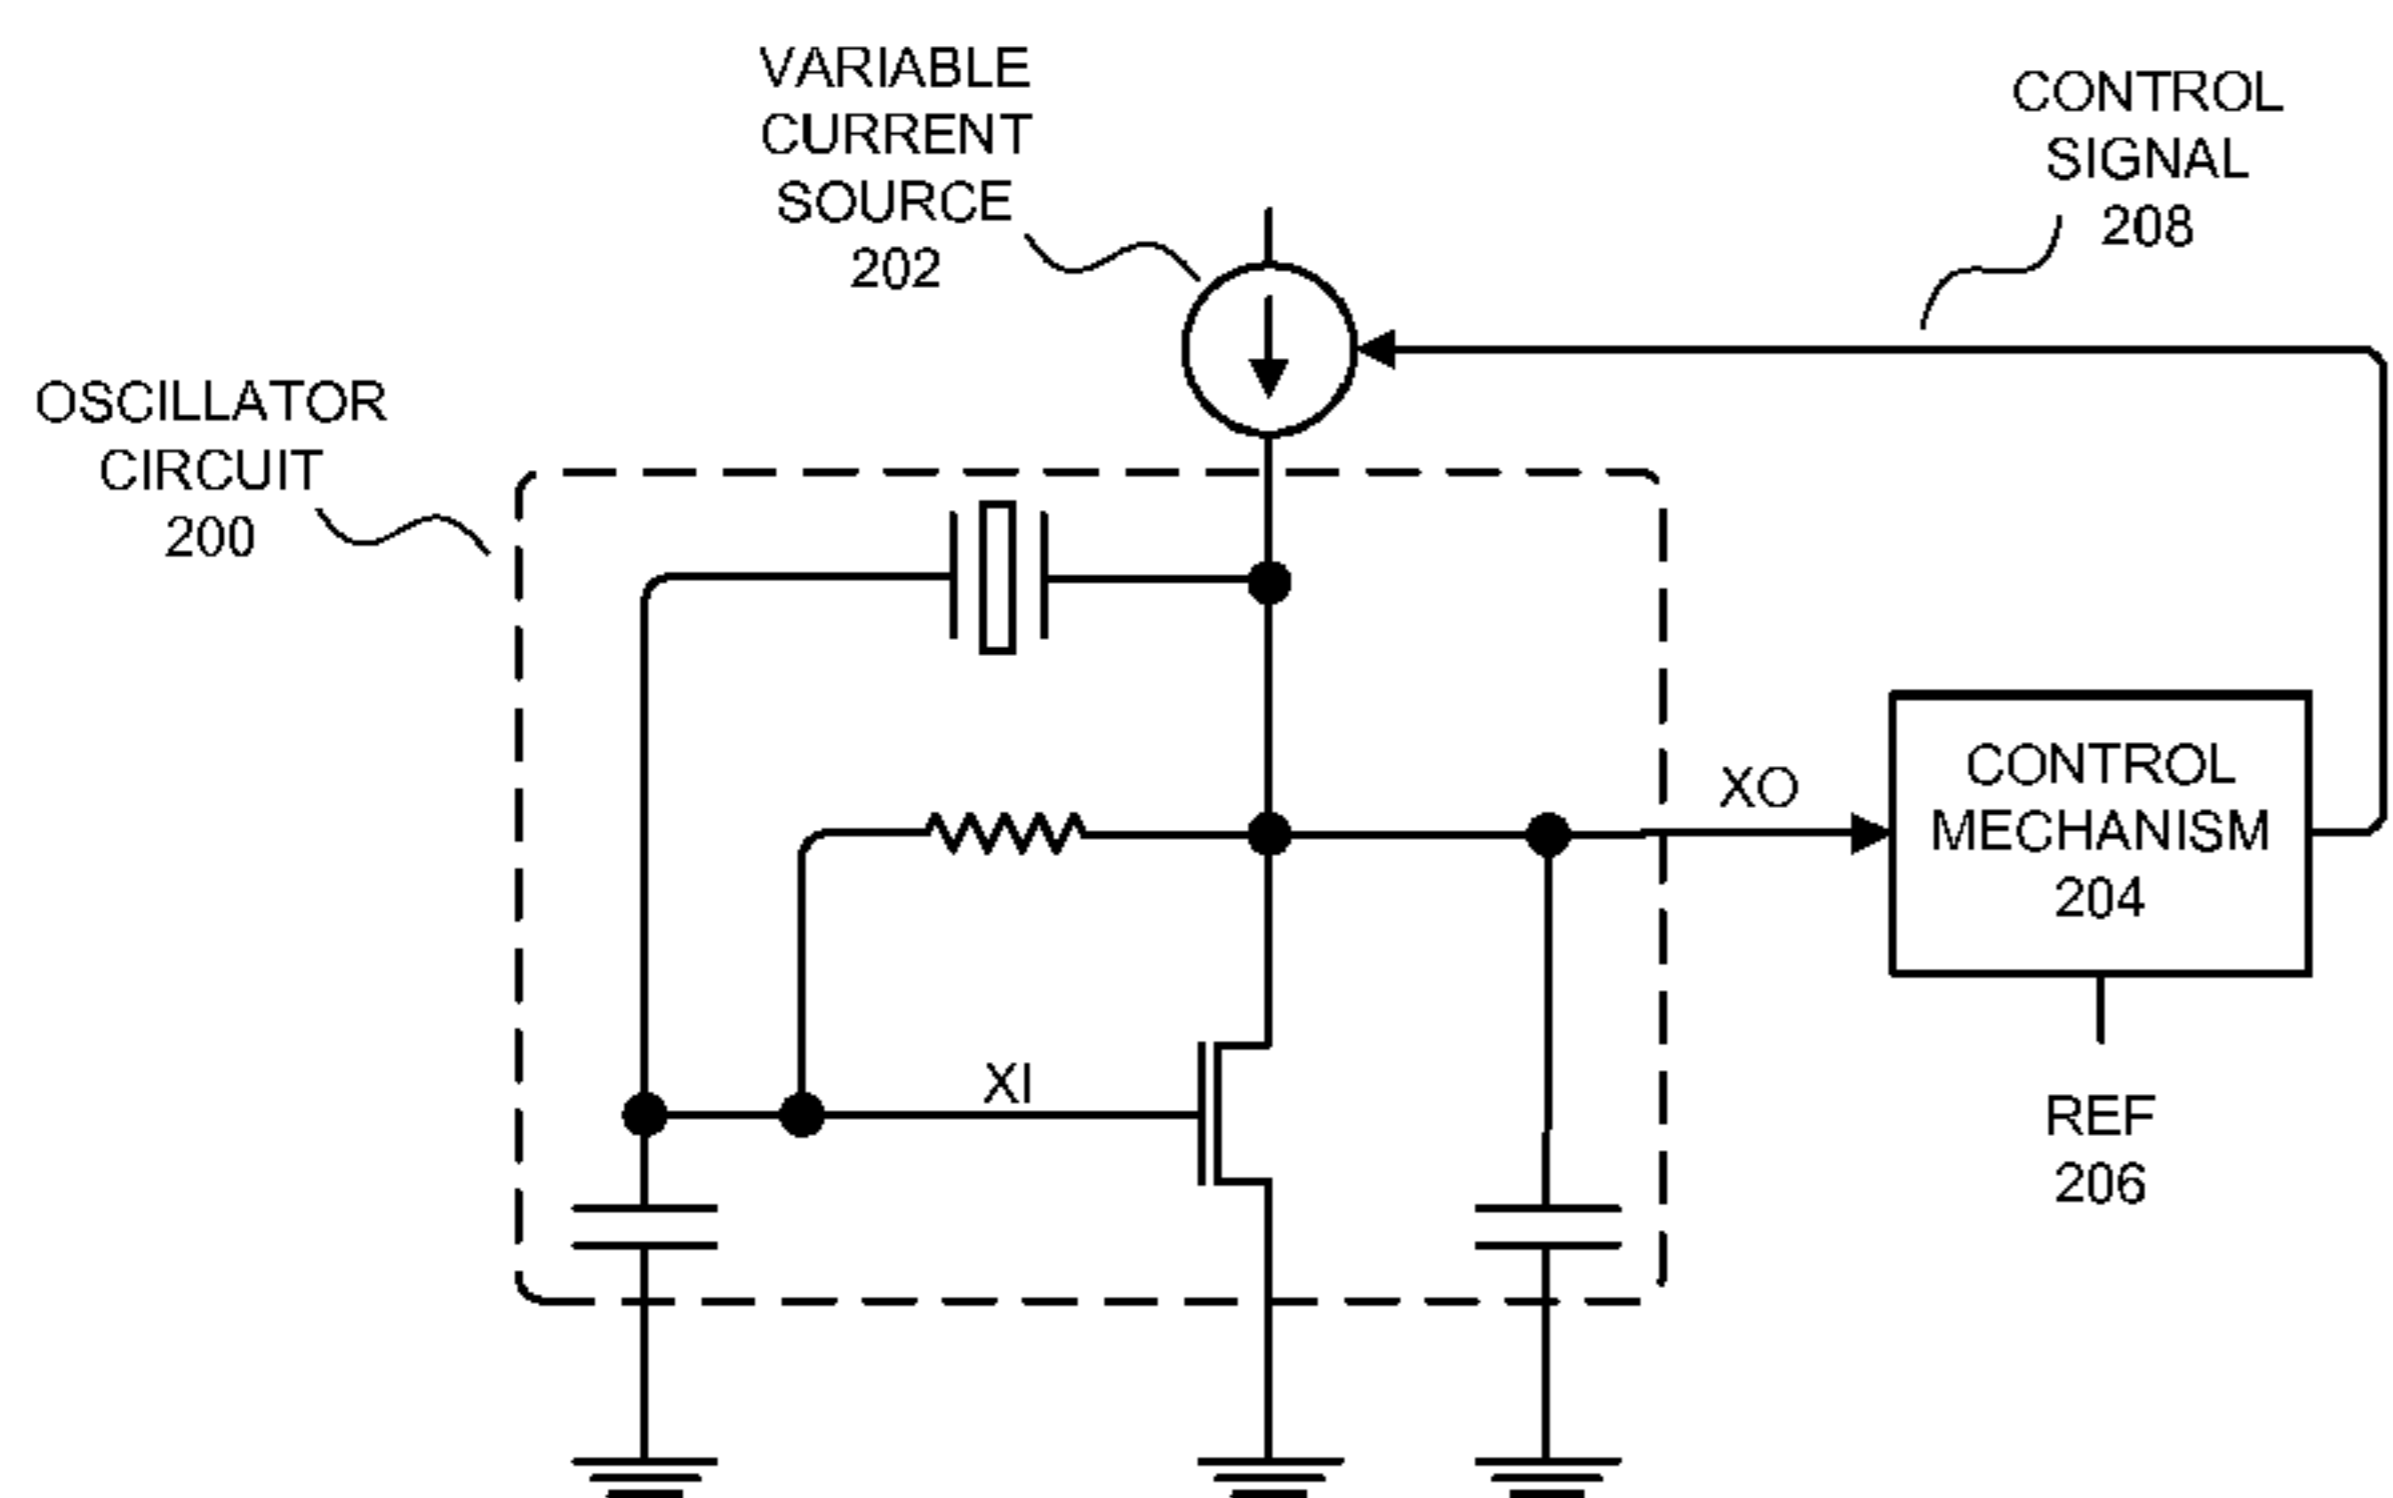 VARIABLE
CURRENT
SOURCE
202
CONTROL
SIGNAL
208
OSCILLATOR
CIRCUIT
200
XO
CONTROL
MECHANISM
204
XI
REF
206